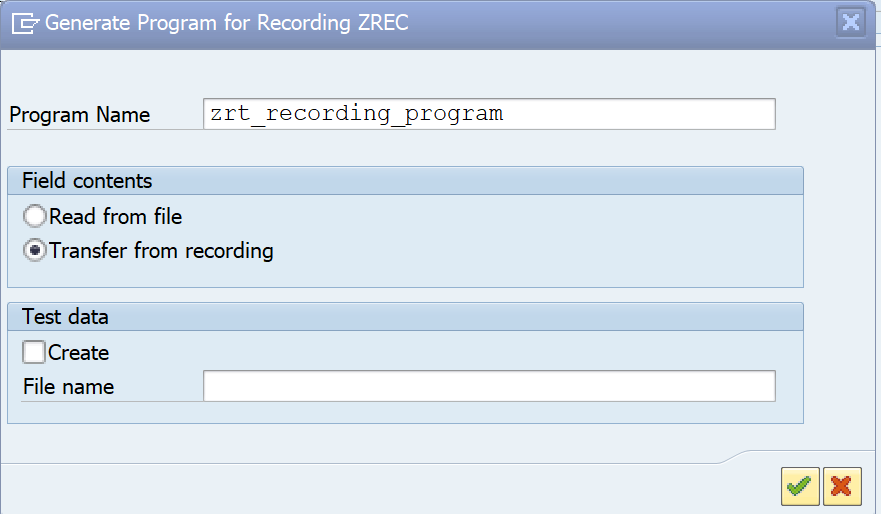 Generate Program for Recording ZREC
Program Name zrt_recording_program
Field contents
Read from file
Transfer from recording
Test data
Create
File name